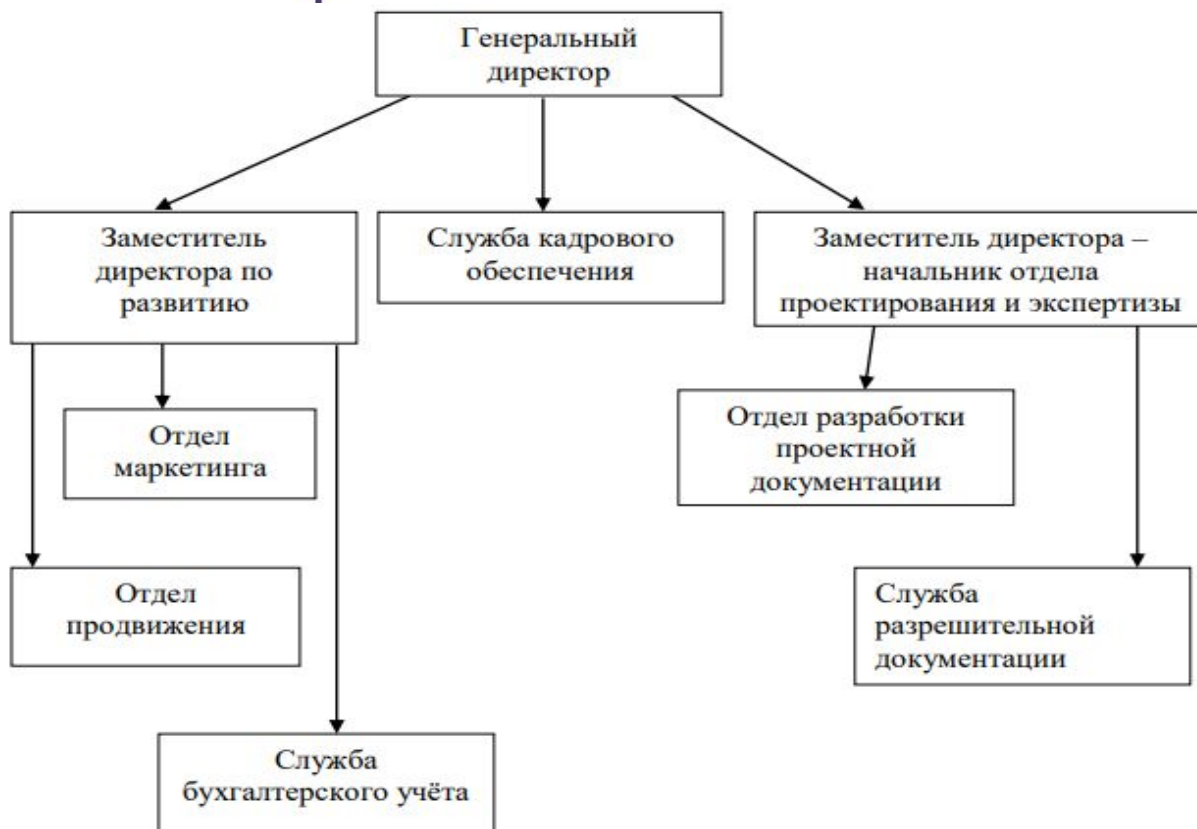 Генеральный
директор
Заместитель
директора по
развитию
Служба кадрового
обеспечения
Заместитель директора –
начальник отдела
проектирования и экспертизы
Отдел
маркетинга
Отдел разработки
проектной
документации
Отдел
продвижения
Служба
разрешительной
документации
Служба
бухгалтерского учёта